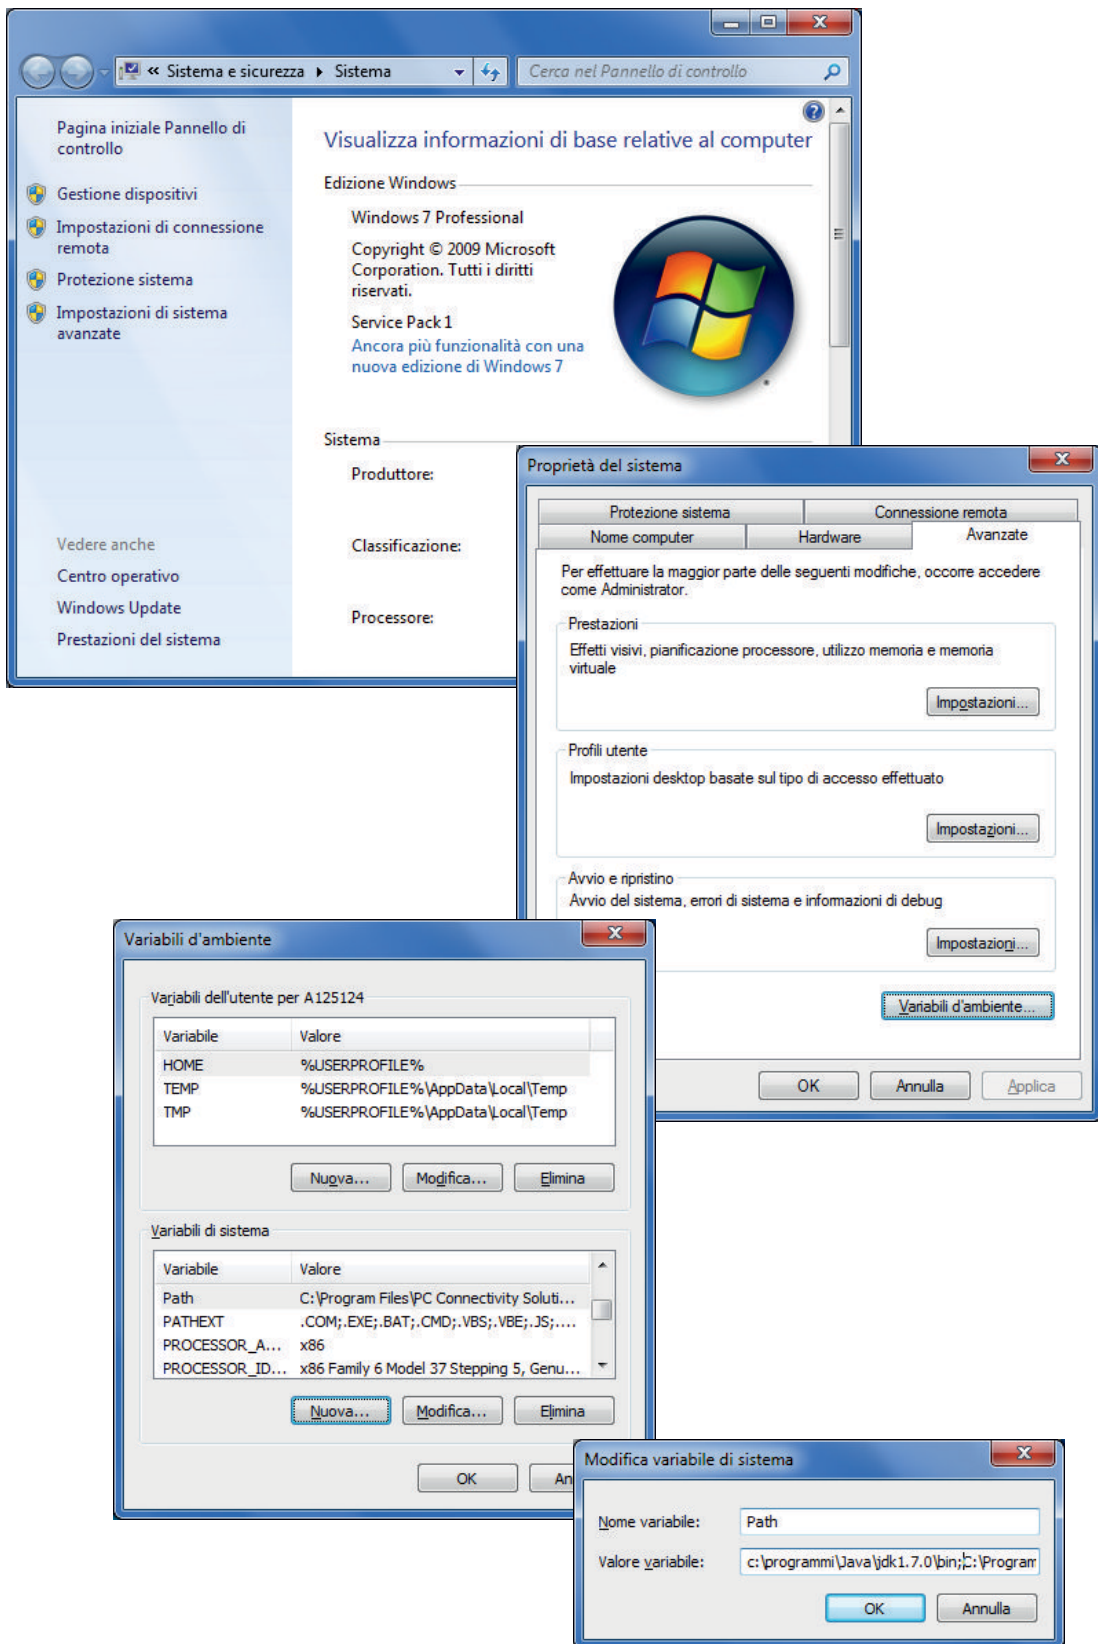 « Sistema e sicurezza ▸ Sistema
Cerca nel Pannello di controllo
Pagina iniziale Pannello di
controllo
Gestione dispositivi
Impostazioni di connessione
remota
Protezione sistema
Impostazioni di sistema
avanzate
Vedere anche
Centro operativo
Windows Update
Prestazioni del sistema
Visualizza informazioni di base relative al computer
Edizione Windows
Windows 7 Professional
Copyright © 2009 Microsoft
Corporation. Tutti i diritti
riservati.
Service Pack 1
Ancora più funzionalità con una
nuova edizione di Windows 7
Sistema
Produttore:
Classificazione:
Processore:
Proprietà del sistema
Protezione sistema
Connessione remota
Nome computer
Hardware
Avanzate
Per effettuare la maggior parte delle seguenti modifiche, occorre accedere
come Administrator.
Prestazioni
Effetti visivi, pianificazione processore, utilizzo memoria e memoria
virtuale
Impostazioni...
Profili utente
Impostazioni desktop basate sul tipo di accesso effettuato
Impostazioni...
Avvio e ripristino
Avvio del sistema, errori di sistema e informazioni di debug
Impostazioni...
Variabili d'ambiente...
OK
Annulla
Applica
Variabili d'ambiente
Variabili dell'utente per A125124
Variabile Valore
HOME %USERPROFILE%
TEMP %USERPROFILE%\AppData\Local\Temp
TMP %USERPROFILE%\AppData\Local\Temp
Nuova...
Modifica...
Elimina
Variabili di sistema
Variabile Valore
Path C:\Program Files\PC Connectivity Soluti...
PATHEXT .COM;.EXE;.BAT;.CMD;.VBS;.VBE;.JS;....
PROCESSOR_A... x86
PROCESSOR_ID... x86 Family 6 Model 37 Stepping 5, Genu...
Nuova...
Modifica...
Elimina
OK
An
Modifica variabile di sistema
Nome variabile: Path
Valore variabile: c:\programmi\Java\jdk1.7.0\bin;C:\Program
OK
Annulla